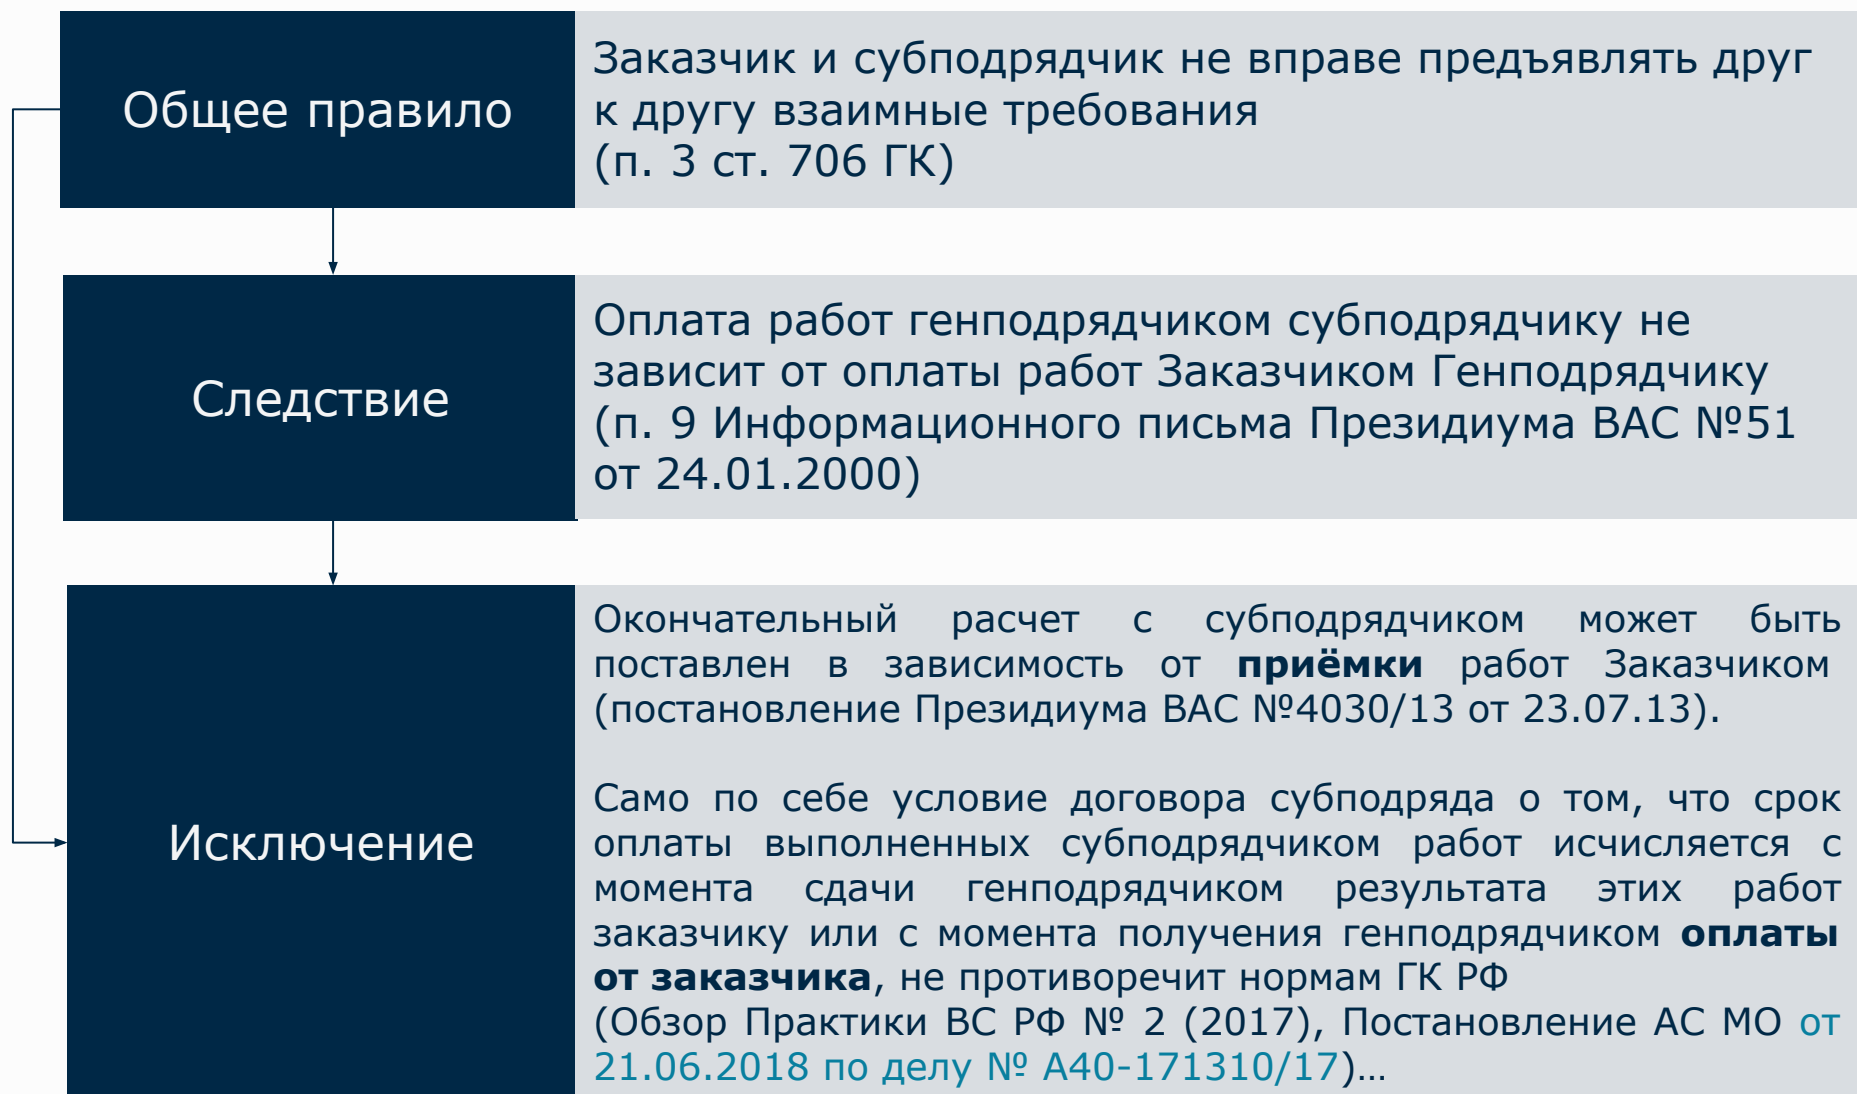 Общее правило
Заказчик и субподрядчик не вправе предъявлять друг
к другу взаимные требования
(п. 3 ст. 706 ГК)
Следствие
Оплата работ генподрядчиком субподрядчику не
зависит от оплаты работ Заказчиком Генподрядчику
(п. 9 Информационного письма Президиума ВАС №51
от 24.01.2000)
Исключение
Окончательный расчет с субподрядчиком может быть
поставлен в зависимость от приёмки работ Заказчиком
(постановление Президиума ВАС №4030/13 от 23.07.13).
Само по себе условие договора субподряда о том, что срок
оплаты выполненных субподрядчиком работ исчисляется с
момента сдачи генподрядчиком результата этих работ
заказчику или с момента получения генподрядчиком оплаты
от заказчика, не противоречит нормам ГК РФ
(Обзор Практики ВС РФ № 2 (2017), Постановление АС МО от
21.06.2018 по делу № А40-171310/17)…